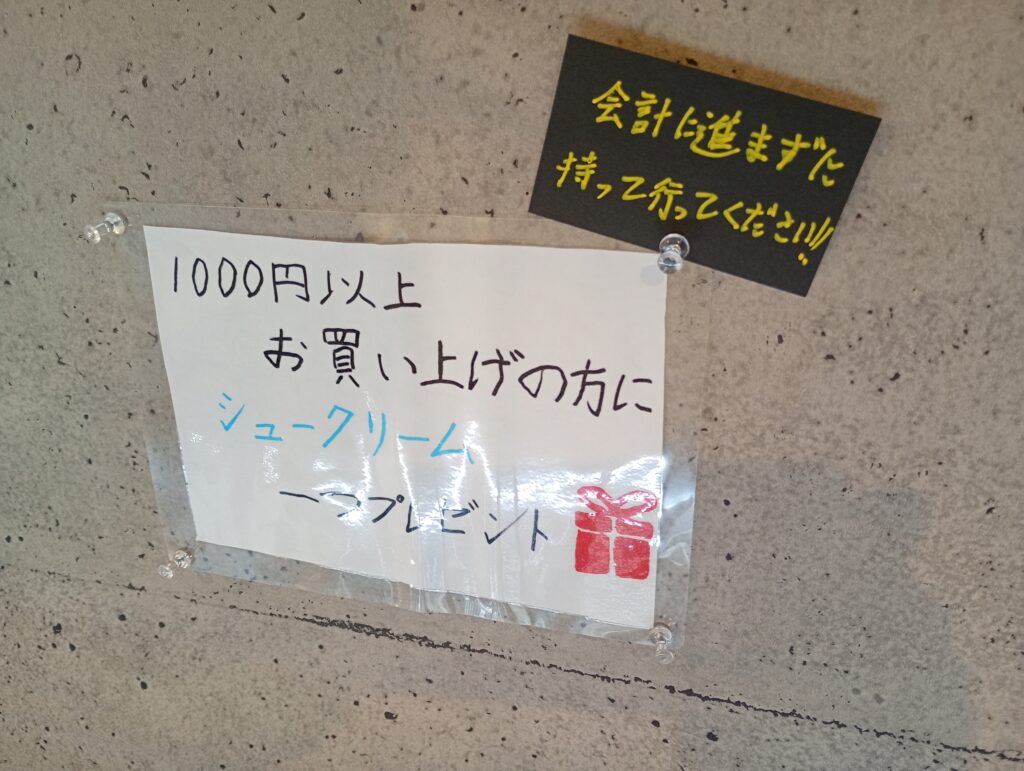 会計に進まずに
持って行ってください!!
1000円以上
お買い上げの方に
シュークリーム
一つプレゼント